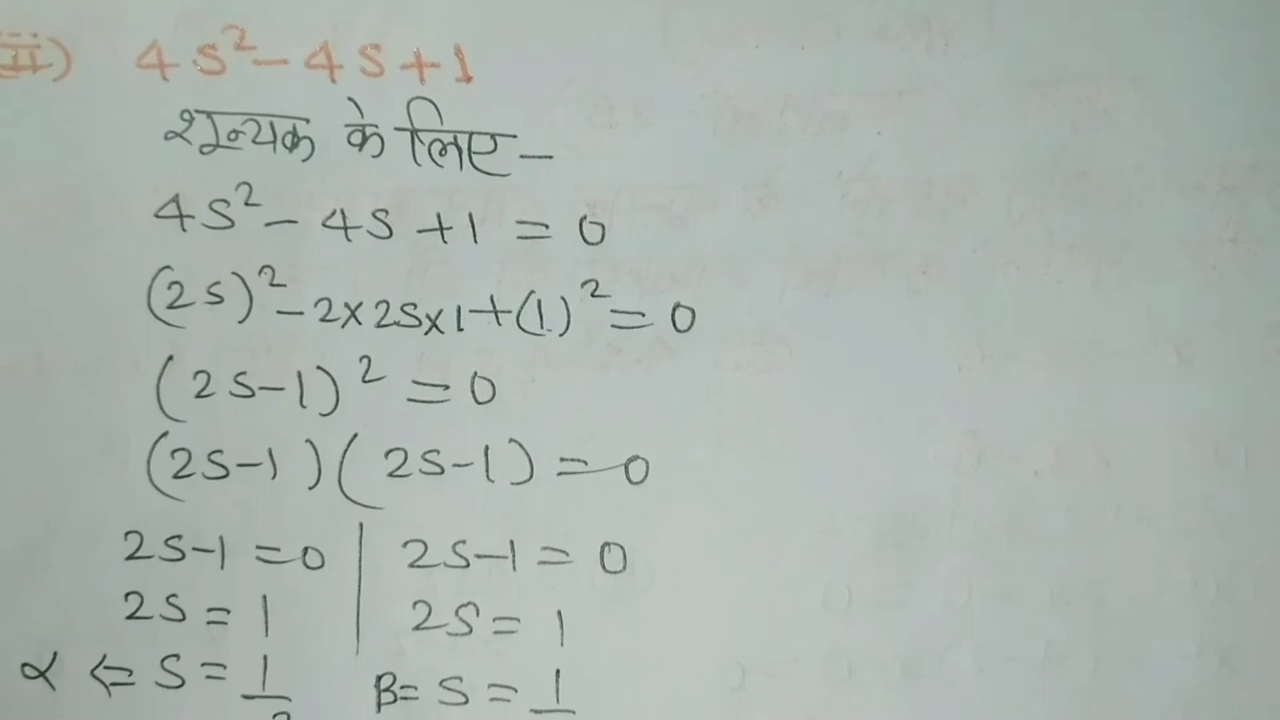 ii) 4s² - 4s + 1
शून्यक के लिए -
4s² - 4s + 1 = 0
(2s)² - 2×2s×1 + (1)² = 0
(2s-1)² = 0
(2s-1)(2s-1) = 0
2s-1 = 0 | 2s-1 = 0
2s = 1 | 2s = 1
α ⇐ s = 1/2 β = s = 1